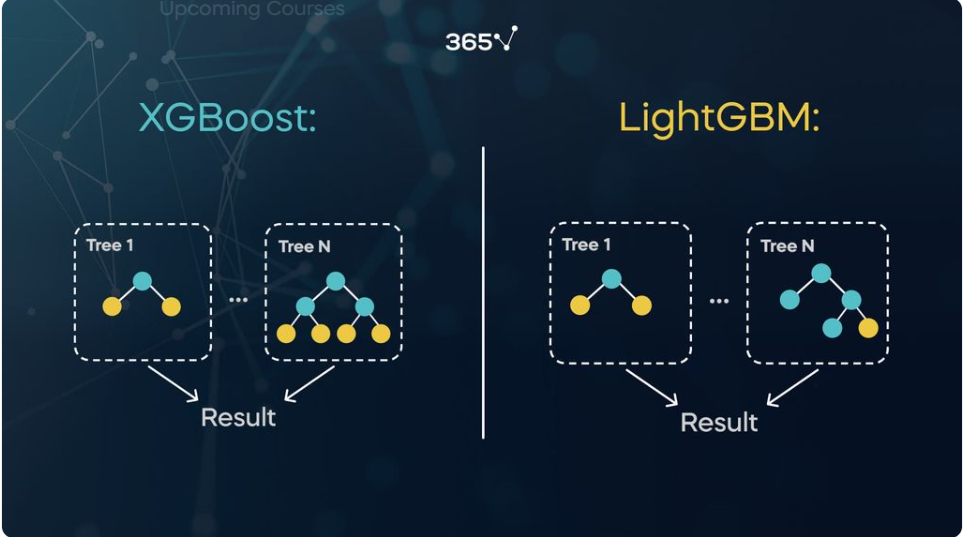 Upcoming Courses
365
XGBoost:
LightGBM:
Tree 1
Tree N
Tree 1
Tree N
...
...
Result
Result